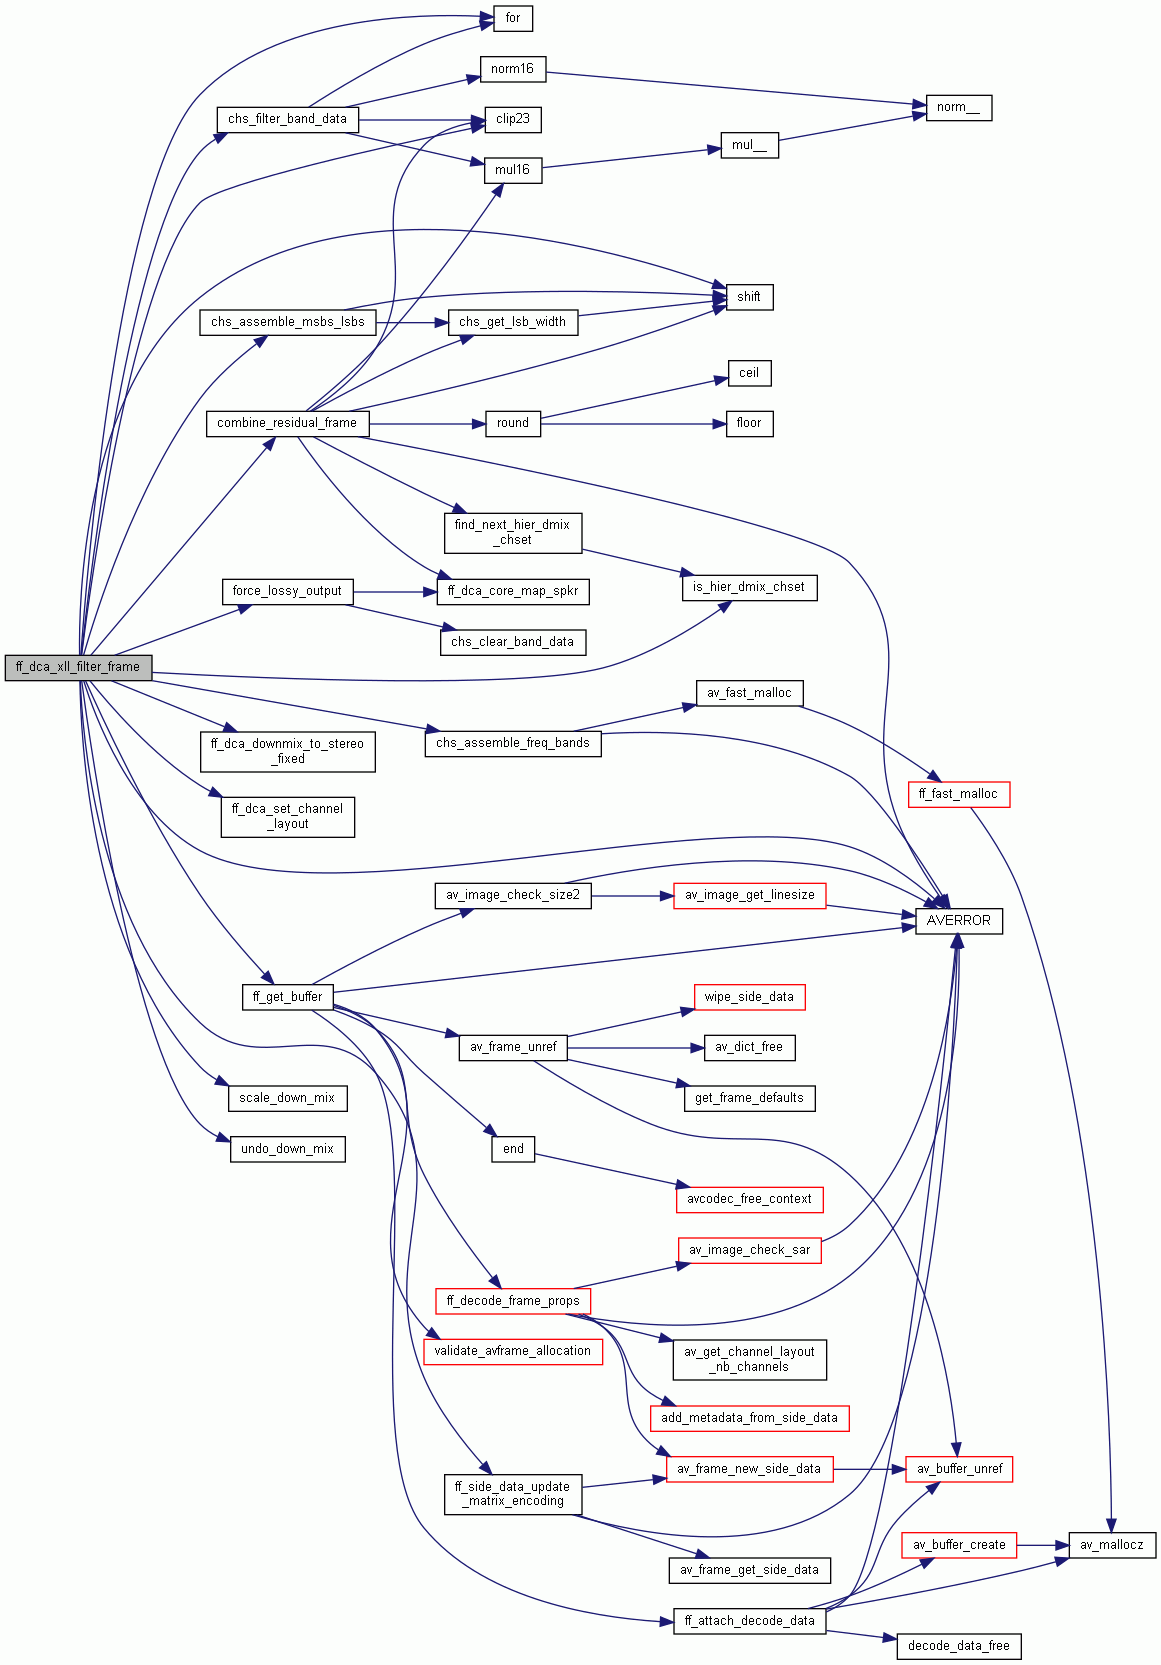 for
norm16
chs_filter_band_data
clip23
norm__
mul__
mul16
shift
chs_assemble_msbs_lsbs
chs_get_lsb_width
ceil
combine_residual_frame
round
floor
find_next_hier_dmix
_chset
is_hier_dmix_chset
force_lossy_output
ff_dca_core_map_spkr
chs_clear_band_data
ff_dca_xll_filter_frame
av_fast_malloc
ff_dca_downmix_to_stereo
_fixed
chs_assemble_freq_bands
ff_fast_malloc
ff_dca_set_channel
_layout
av_image_check_size2
av_image_get_linesize
AVERROR
ff_get_buffer
wipe_side_data
av_frame_unref
av_dict_free
get_frame_defaults
scale_down_mix
undo_down_mix
end
avcodec_free_context
av_image_check_sar
ff_decode_frame_props
validate_avframe_allocation
av_get_channel_layout
_nb_channels
add_metadata_from_side_data
av_frame_new_side_data
av_buffer_unref
ff_side_data_update
_matrix_encoding
av_buffer_create
av_mallocz
av_frame_get_side_data
ff_attach_decode_data
decode_data_free